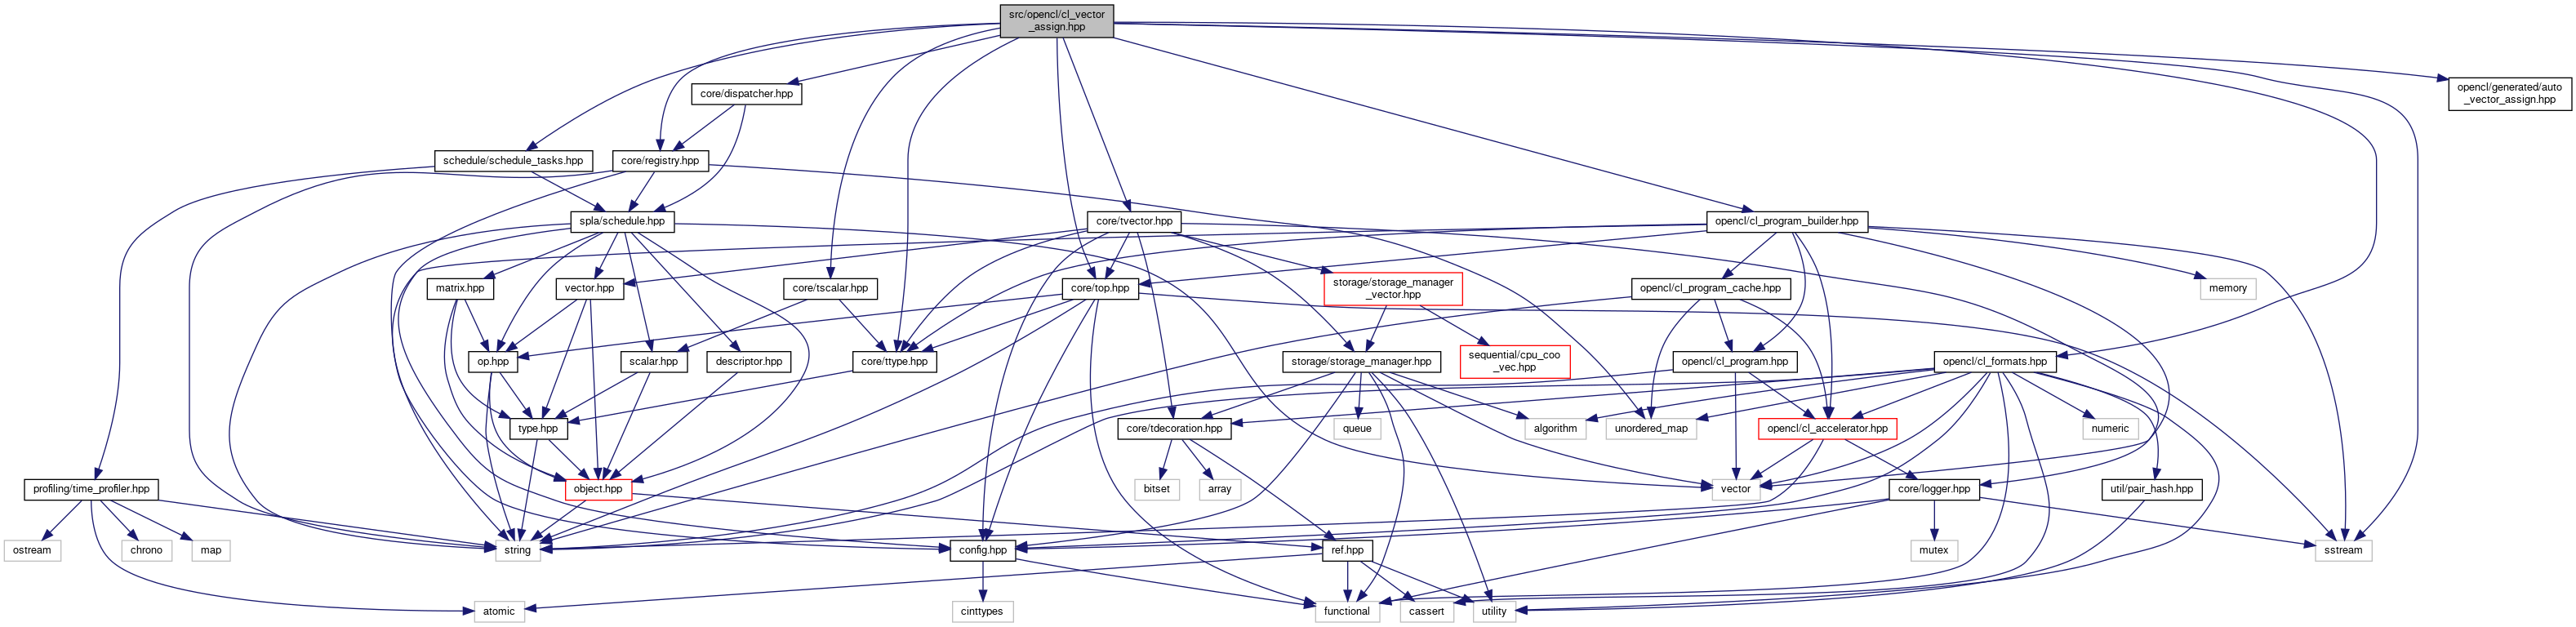 src/opencl/cl_vector
_assign.hpp
opencl/generated/auto
_vector_assign.hpp
core/dispatcher.hpp
schedule/schedule_tasks.hpp
core/registry.hpp
spla/schedule.hpp
core/tvector.hpp
opencl/cl_program_builder.hpp
matrix.hpp
vector.hpp
core/tscalar.hpp
core/top.hpp
storage/storage_manager
_vector.hpp
opencl/cl_program_cache.hpp
memory
op.hpp
scalar.hpp
descriptor.hpp
core/ttype.hpp
storage/storage_manager.hpp
sequential/cpu_coo
_vec.hpp
opencl/cl_program.hpp
opencl/cl_formats.hpp
type.hpp
core/tdecoration.hpp
queue
algorithm
unordered_map
opencl/cl_accelerator.hpp
numeric
profiling/time_profiler.hpp
object.hpp
bitset
array
vector
core/logger.hpp
util/pair_hash.hpp
ostream
chrono
map
string
config.hpp
ref.hpp
mutex
sstream
atomic
cinttypes
functional
cassert
utility